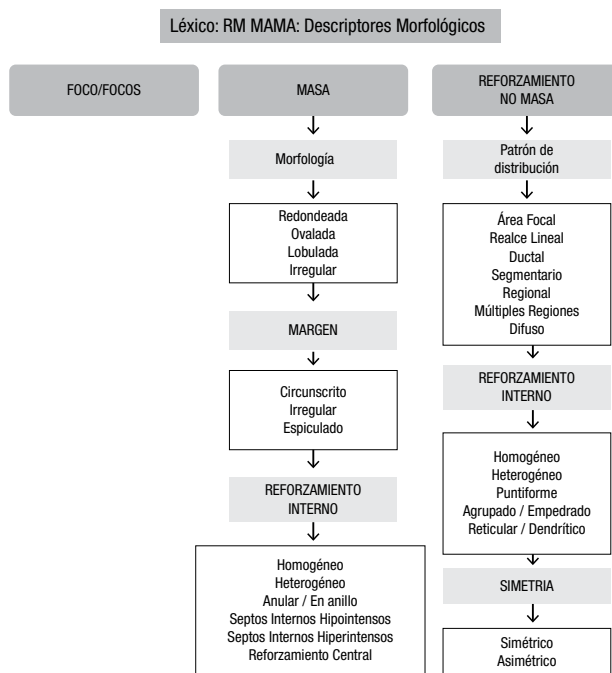 Léxico: RM MAMA: Descriptores Morfológicos
FOCO/FOCOS
MASA
Morfología
Redondeada
Ovalada
Lobulada
Irregular
MARGEN
Circunscrito
Irregular
Espiculado
REFORZAMIENTO
INTERNO
Homogéneo
Heterogéneo
Anular / En anillo
Septos Internos Hipointensos
Septos Internos Hiperintensos
Reforzamiento Central
REFORZAMIENTO
NO MASA
Patrón de
distribución
Área Focal
Realce Lineal
Ductal
Segmentario
Regional
Múltiples Regiones
Difuso
REFORZAMIENTO
INTERNO
Homogéneo
Heterogéneo
Puntiforme
Agrupado / Empedrado
Reticular / Dendrítico
SIMETRIA
Simétrico
Asimétrico